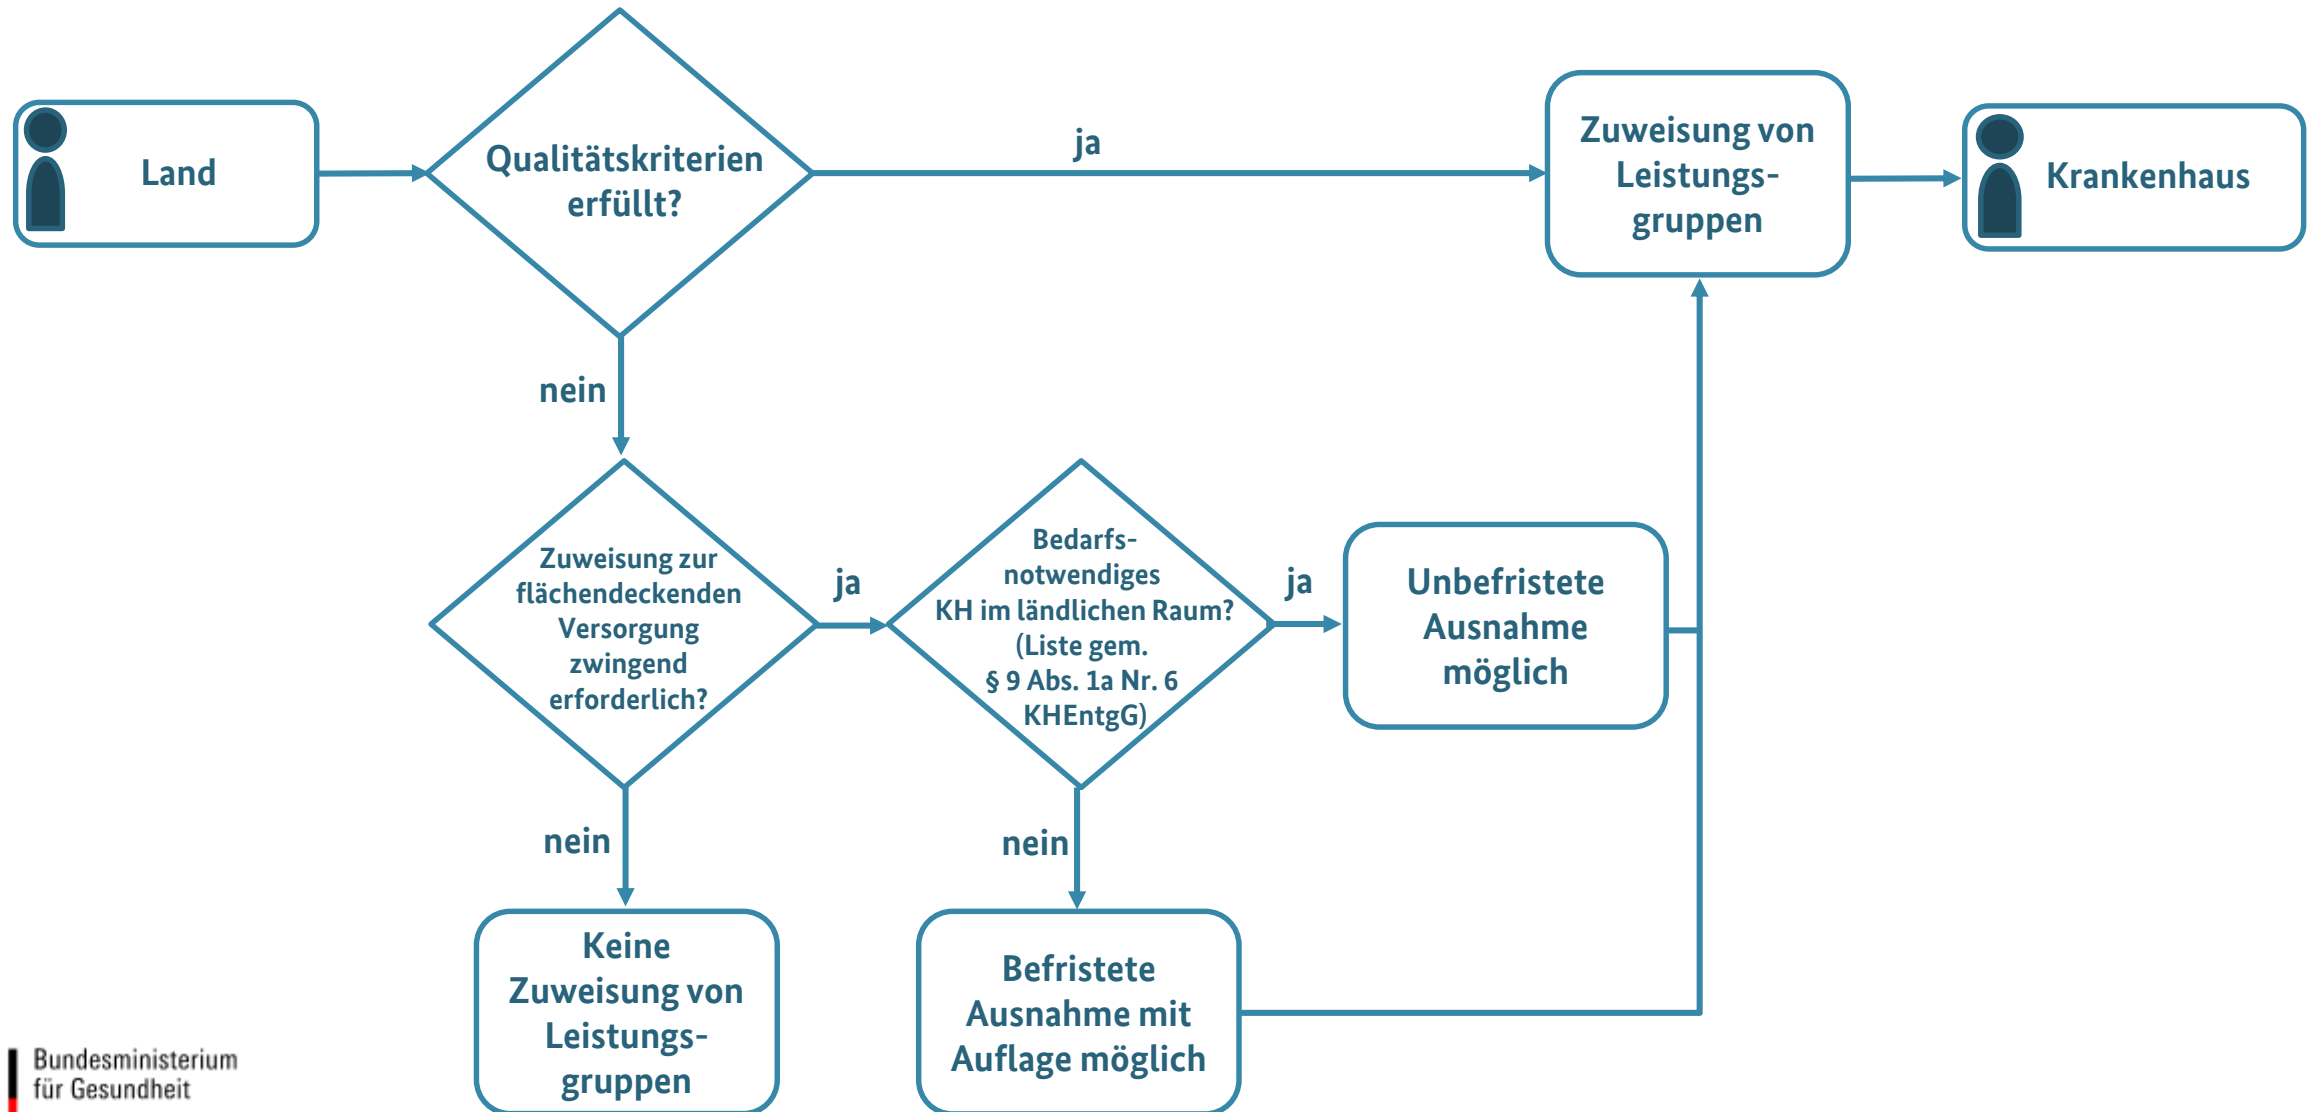 Land
Qualitätskriterien
erfüllt?
ja
Zuweisung von
Leistungs-
gruppen
Krankenhaus
nein
Zuweisung zur
flächendeckenden
Versorgung
zwingend
erforderlich?
ja
Bedarfs-
notwendiges
KH im ländlichen Raum?
(Liste gem.
§ 9 Abs. 1a Nr. 6
KHEntgG)
ja
Unbefristete
Ausnahme
möglich
nein
nein
Keine
Zuweisung von
Leistungs-
gruppen
Befristete
Ausnahme mit
Auflage möglich
Bundesministerium
für Gesundheit